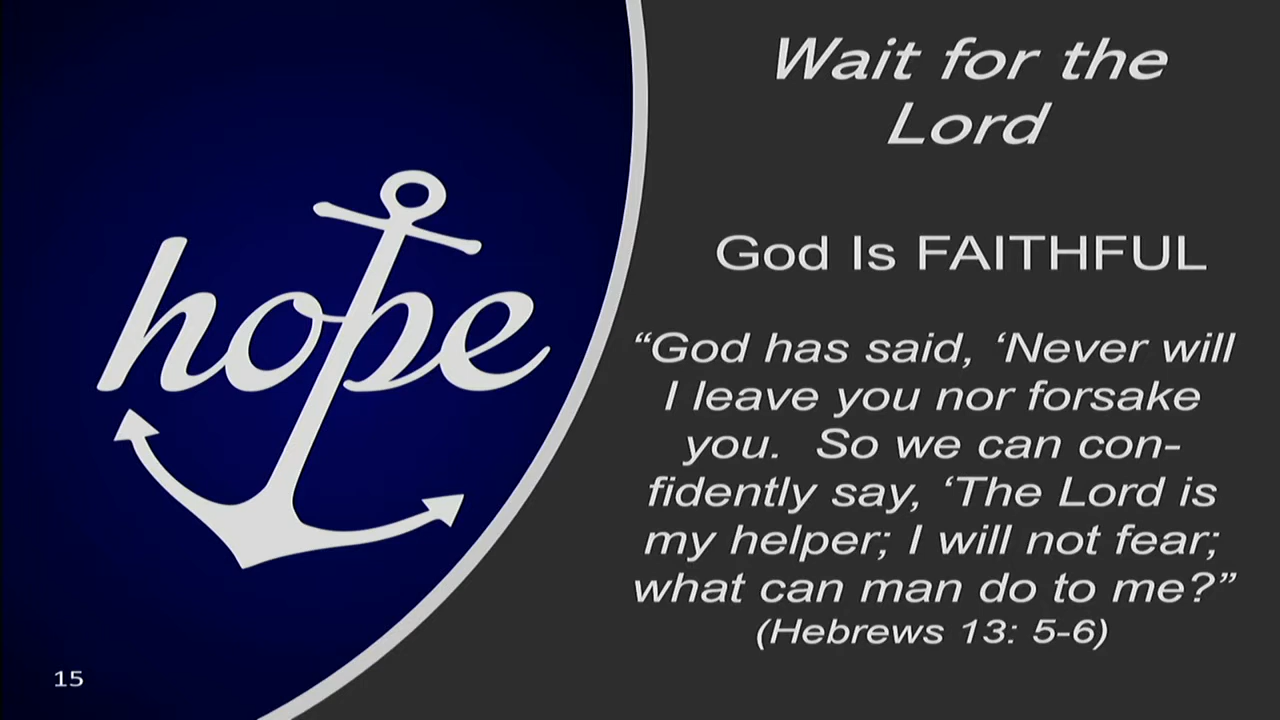 hope
Wait for the
Lord
God Is FAITHFUL
“God has said, ‘Never will
I leave you nor forsake
you.  So we can con-
fidently say, ‘The Lord is
my helper; I will not fear;
what can man do to me?”
(Hebrews 13: 5-6)
15